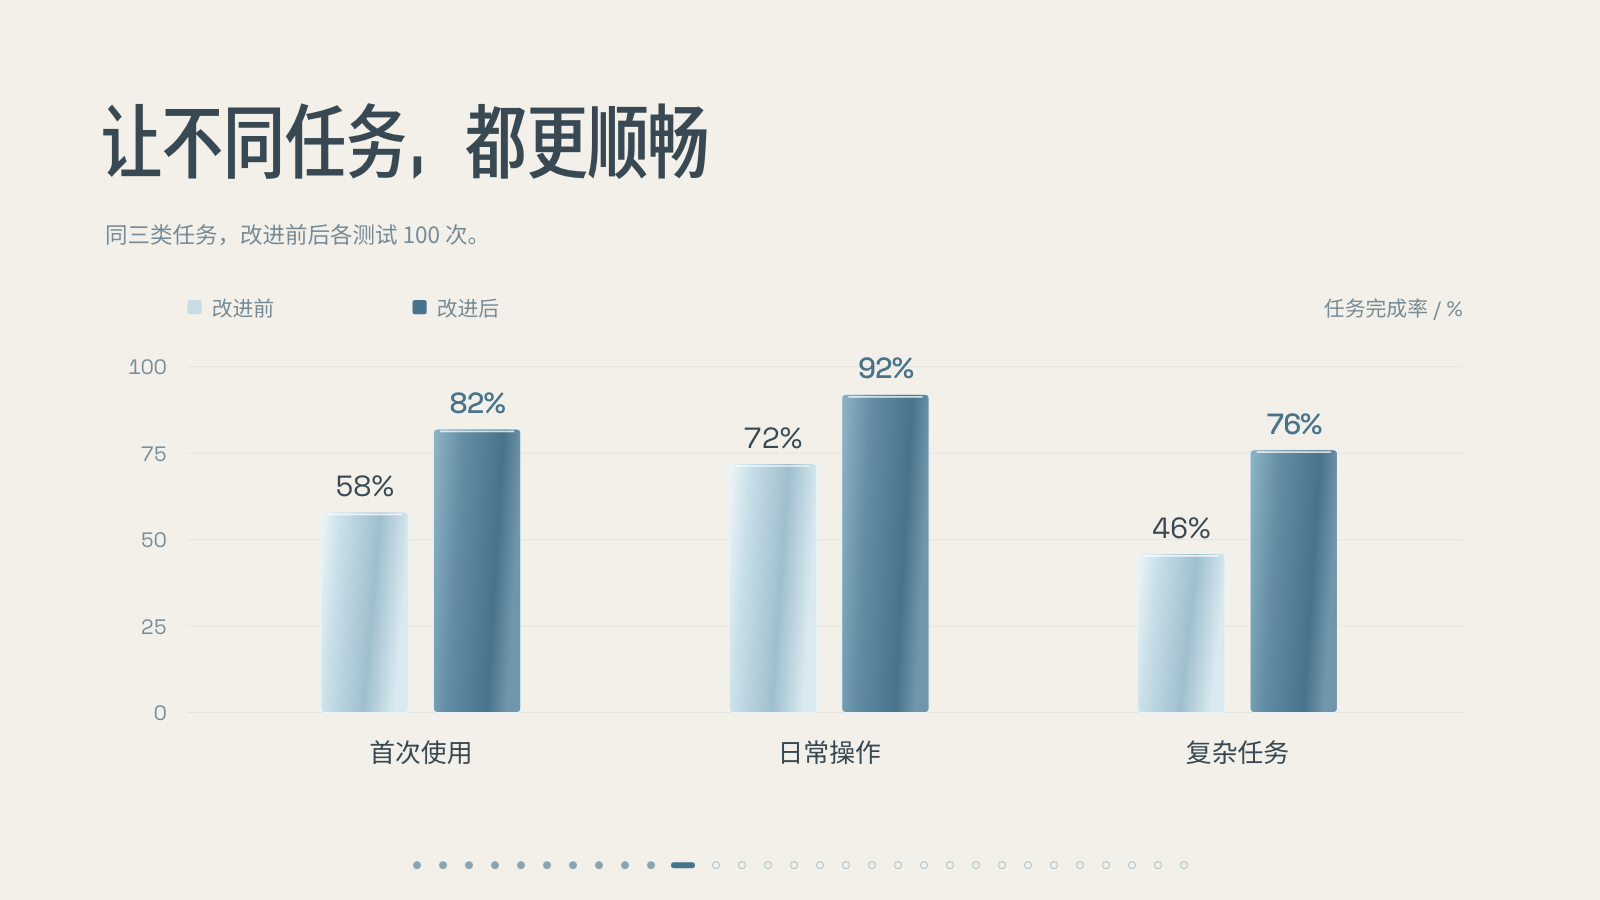 让不同任务，都更顺畅
同三类任务，改进前后各测试 100 次。
改进前
改进后
任务完成率 / %
100
75
50
25
0
58%
82%
72%
92%
46%
76%
首次使用
日常操作
复杂任务